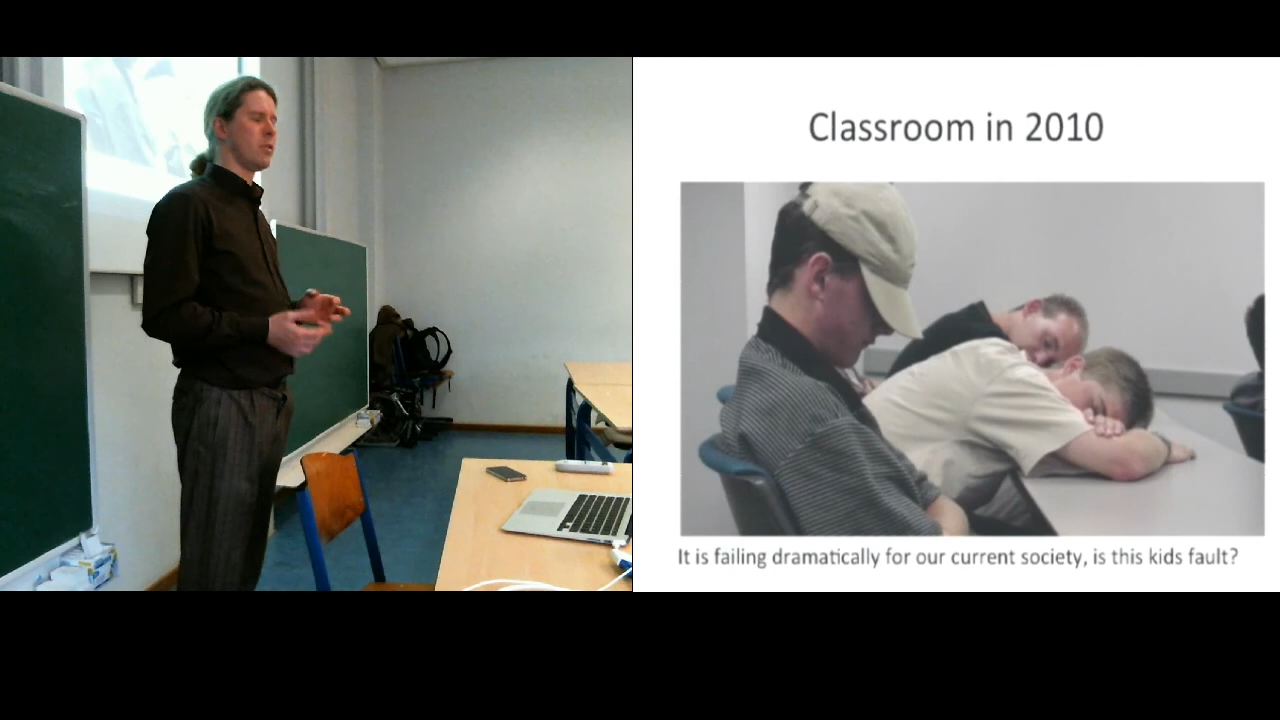 Classroom in 2010
It is failing dramatically for our current society, is this kids fault?